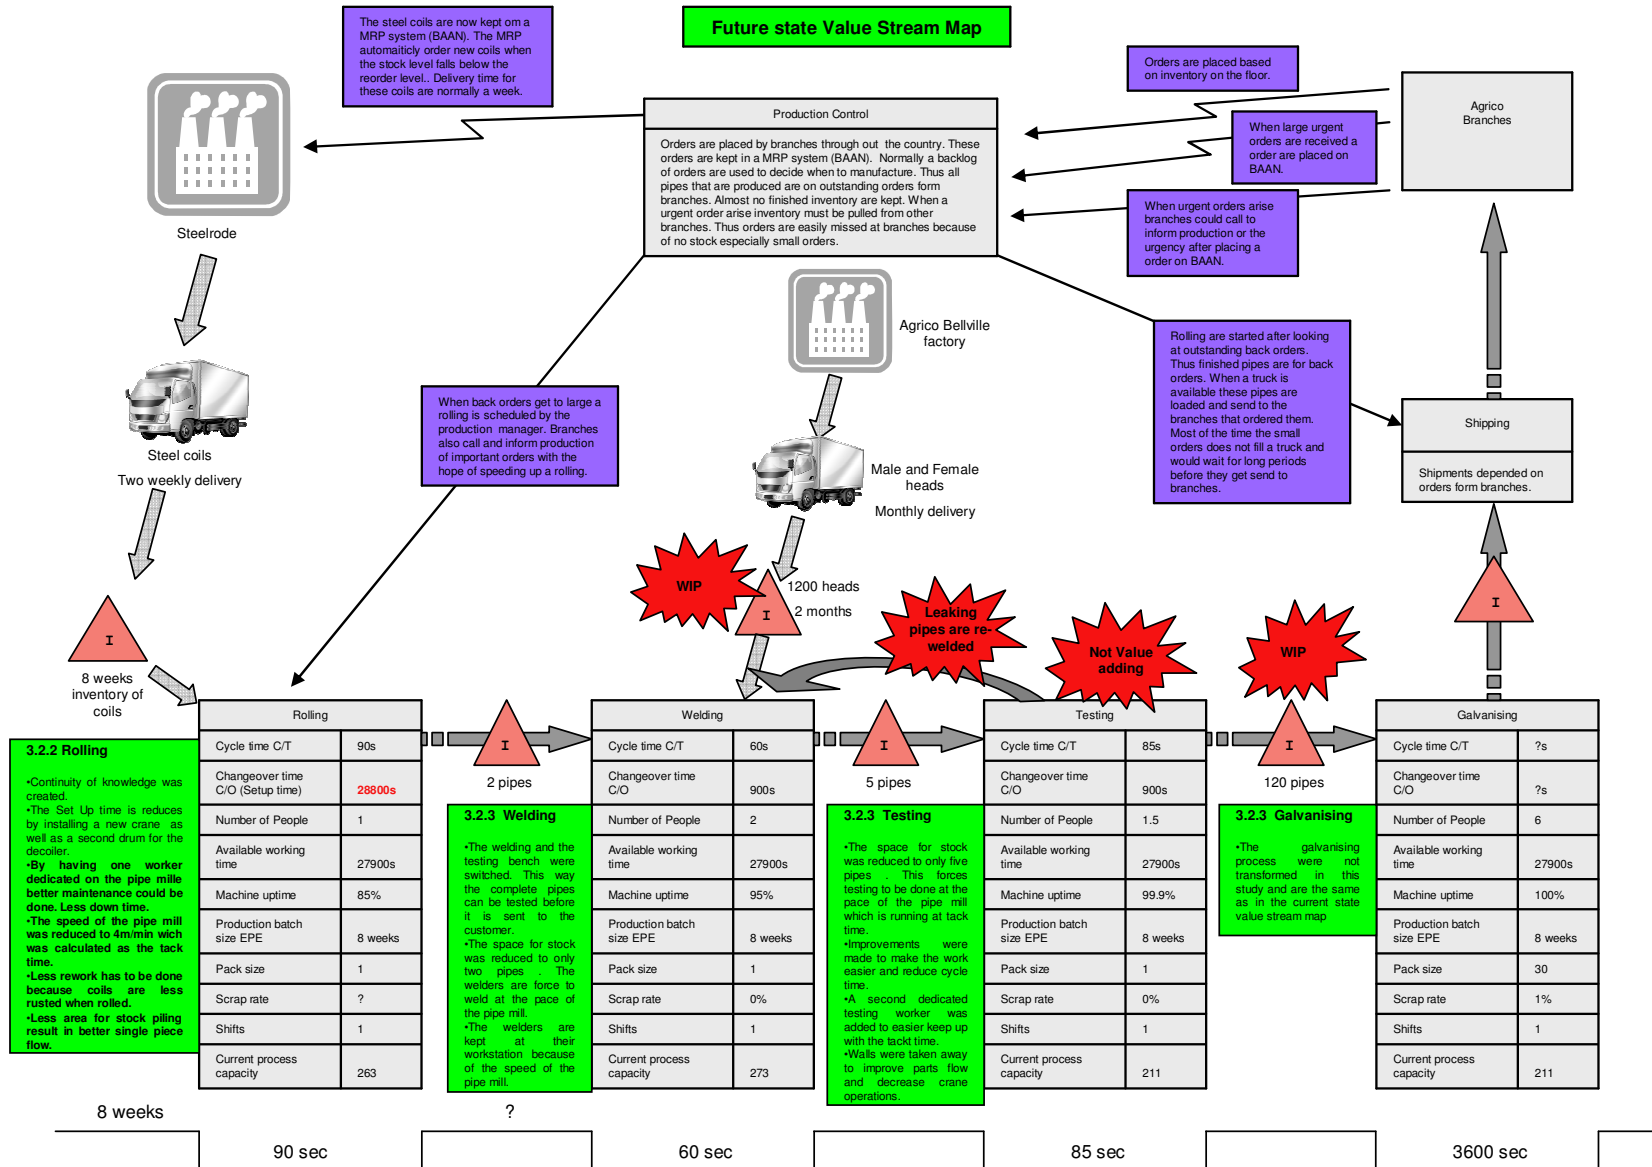 Future state Value Stream Map
The steel coils are now kept om a
MRP system (BAAN). The MRP
automaiticly order new coils when
the stock level falls below the
reorder level.. Delivery time for
these coils are normally a week.
Orders are placed based
on inventory on the floor.
Agrico
Branches
When large urgent
orders are received a
order are placed on
BAAN.
When urgent orders arise
branches could call to
inform production or the
urgency after placing a
order on BAAN.
Production Control
Orders are placed by branches through out  the country. These
orders are kept in a MRP system (BAAN).  Normally a backlog
of orders are used to decide when to manufacture. Thus all
pipes that are produced are on outstanding orders form
branches. Almost no finished inventory are kept. When a
urgent order arise inventory must be pulled from other
branches. Thus orders are easily missed at branches because
of no stock especially small orders.
Steelrode
Agrico Bellville
factory
Rolling are started after looking
at outstanding back orders.
Thus finished pipes are for back
orders. When a truck is
available these pipes are
loaded and send to the
branches that ordered them.
Most of the time the small
orders does not fill a truck and
would wait for long periods
before they get send to
branches.
Shipping
Shipments depended on
orders form branches.
When back orders get to large a
rolling is scheduled by the
production  manager. Branches
also call and inform production
of important orders with the
hope of speeding up a rolling.
Steel coils
Two weekly delivery
Male and Female
heads
Monthly delivery
WIP
I
1200 heads
2 months
Leaking
pipes are re-
welded
Not Value
adding
WIP
I
I
8 weeks
inventory of
coils
I
2 pipes
I
5 pipes
I
120 pipes
Rolling
Cycle time C/T 90s
Changeover time
C/O (Setup time) 28800s
Number of People 1
Available working
time 27900s
Machine uptime 85%
Production batch
size EPE 8 weeks
Pack size 1
Scrap rate ?
Shifts 1
Current process
capacity 263
Welding
Cycle time C/T 60s
Changeover time
C/O 900s
Number of People 2
Available working
time 27900s
Machine uptime 95%
Production batch
size EPE 8 weeks
Pack size 1
Scrap rate 0%
Shifts 1
Current process
capacity 273
Testing
Cycle time C/T 85s
Changeover time
C/O 900s
Number of People 1.5
Available working
time 27900s
Machine uptime 99.9%
Production batch
size EPE 8 weeks
Pack size 1
Scrap rate 0%
Shifts 1
Current process
capacity 211
Galvanising
Cycle time C/T ?s
Changeover time
C/O ?s
Number of People 6
Available working
time 27900s
Machine uptime 100%
Production batch
size EPE 8 weeks
Pack size 30
Scrap rate 1%
Shifts 1
Current process
capacity 211
3.2.2 Rolling
•Continuity of knowledge was
created.
•The Set Up time is reduces
by installing a new crane as
well as a second drum for the
decoiler.
•By having one worker
dedicated on the pipe mille
better maintenance could be
done. Less down time.
•The speed of the pipe mill
was reduced to 4m/min wich
was calculated as the tack
time.
•Less rework has to be done
because coils are less
rusted when rolled.
•Less area for stock piling
result in better single piece
flow.
3.2.3 Welding
•The welding and the
testing bench were
switched. This way
the complete pipes
can be tested before
it is sent to the
customer.
•The space for stock
was reduced to only
two pipes . The
welders are force to
weld at the pace of
the pipe mill.
•The welders are
kept at their
workstation because
of the speed of the
pipe mill.
3.2.3 Testing
•The space for stock
was reduced to only five
pipes . This forces
testing to be done at the
pace of the pipe mill
which is running at tack
time.
•Improvements were
made to make the work
easier and reduce cycle
time.
•A second dedicated
testing worker was
added to easier keep up
with the tackt time.
•Walls were taken away
to improve parts flow
and decrease crane
operations.
3.2.3 Galvanising
•The galvanising
process were not
transformed in this
study and are the same
as in the current state
value stream map
8 weeks
?
90 sec
60 sec
85 sec
3600 sec